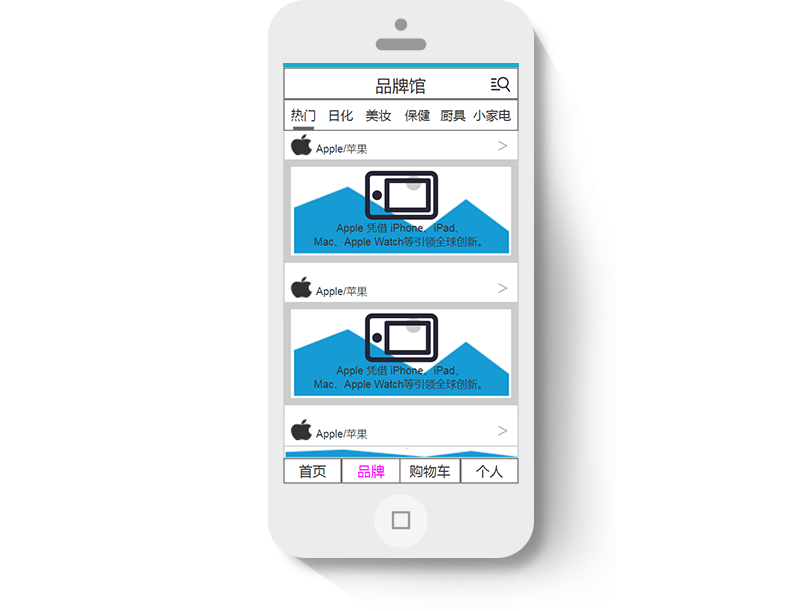 品牌馆
热门 日化 美妆 保健 厨具 小家电
Apple/苹果 >
Apple 凭借 iPhone、IPad、
Mac、Apple Watch等引领全球创新。
Apple/苹果 >
Apple 凭借 iPhone、IPad、
Mac、Apple Watch等引领全球创新。
Apple/苹果 >
首页 品牌 购物车 个人